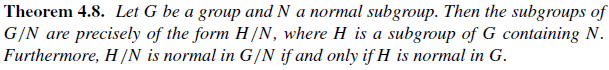 Theorem 4.8. Let G be a group and N a normal subgroup. Then the subgroups of
G/N are precisely of the form H/N, where H is a subgroup of G containing N.
Furthermore, H/N is normal in G/N if and only if H is normal in G.